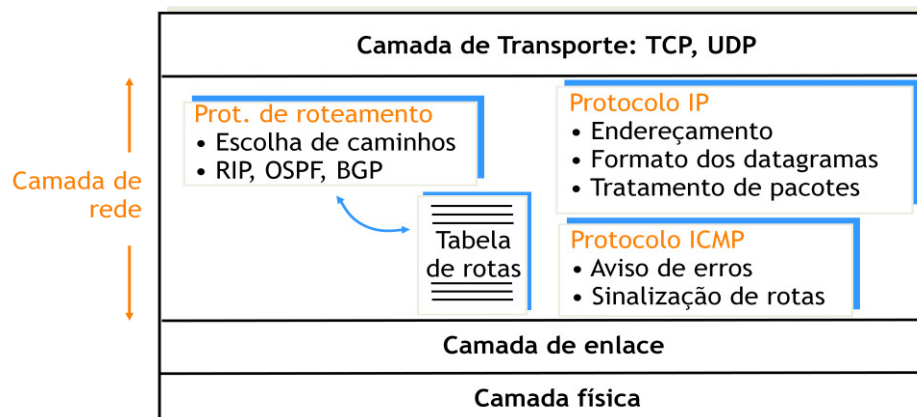 Camada de Transporte: TCP, UDP
Camada de
rede
Prot. de roteamento
• Escolha de caminhos
• RIP, OSPF, BGP
Tabela
de rotas
Protocolo IP
• Endereçamento
• Formato dos datagramas
• Tratamento de pacotes
Protocolo ICMP
• Aviso de erros
• Sinalização de rotas
Camada de enlace
Camada física